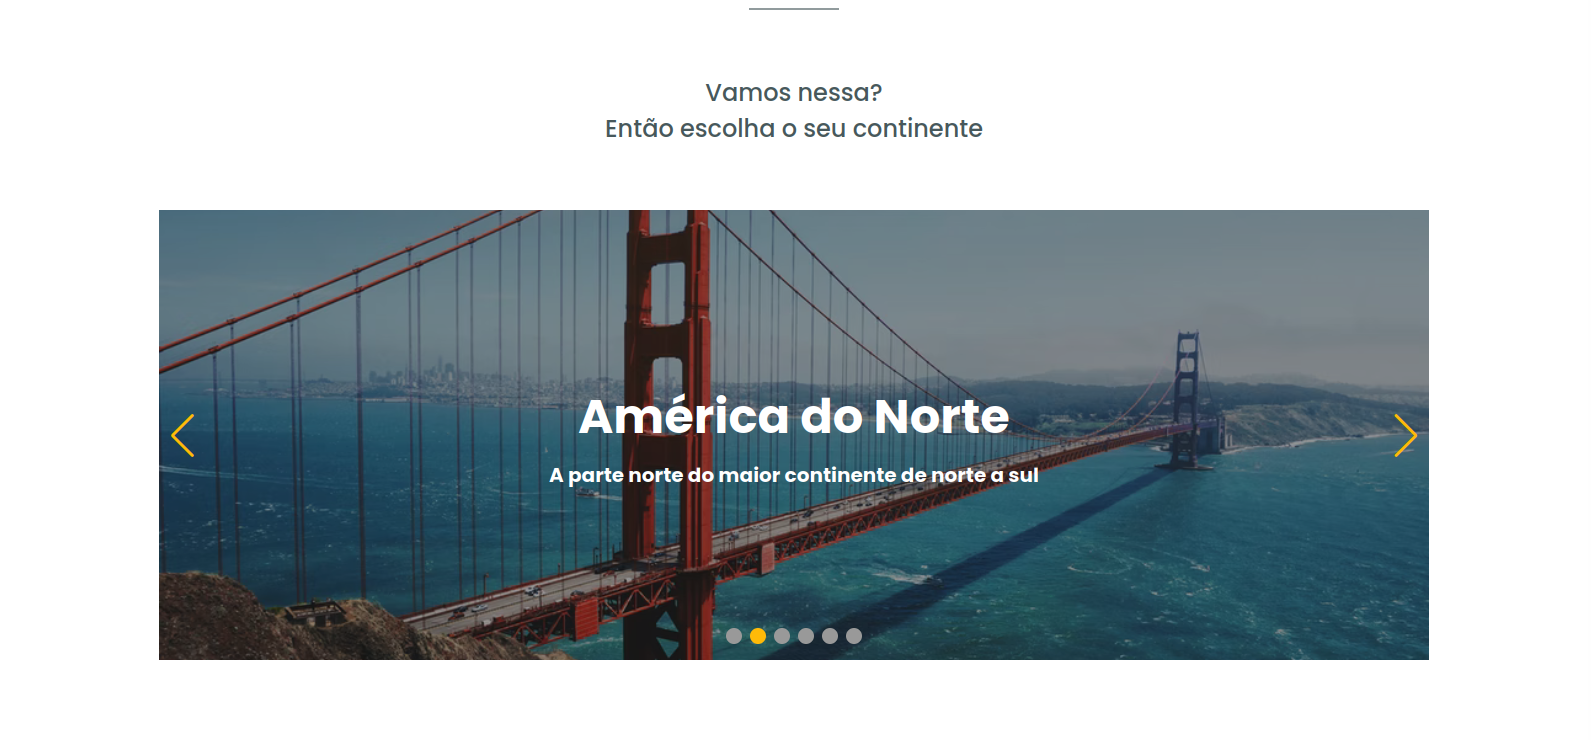 Vamos nessa?
Então escolha o seu continente
América do Norte
A parte norte do maior continente de norte a sul